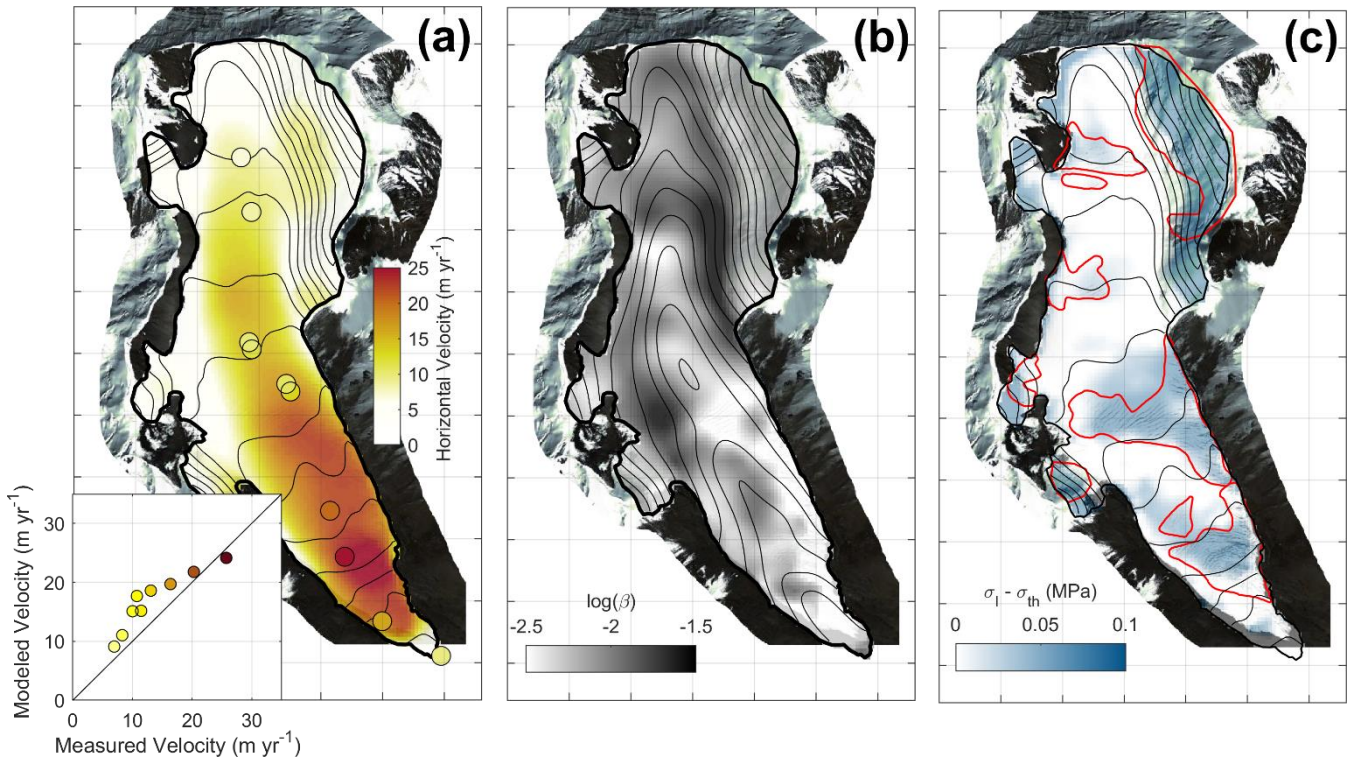 (a)
25
20
15
10
5
0
Horizontal Velocity (m yr⁻¹)
30
20
10
0
0 10 20 30
Modeled Velocity (m yr⁻¹)
Measured Velocity (m yr⁻¹)
(b)
log(β)
-2.5 -2 -1.5
(c)
σI - σth (MPa)
0 0.05 0.1